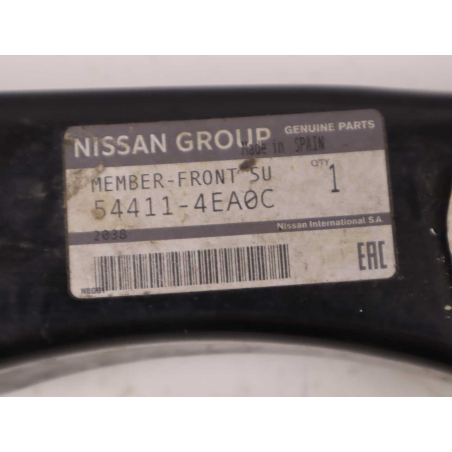 NISSAN GROUP GENUINE PARTS
Made in SPAIN
MEMBER-FRONT SU QTY 1
54411-4EA0C
2038 Nissan International S.A
EAC